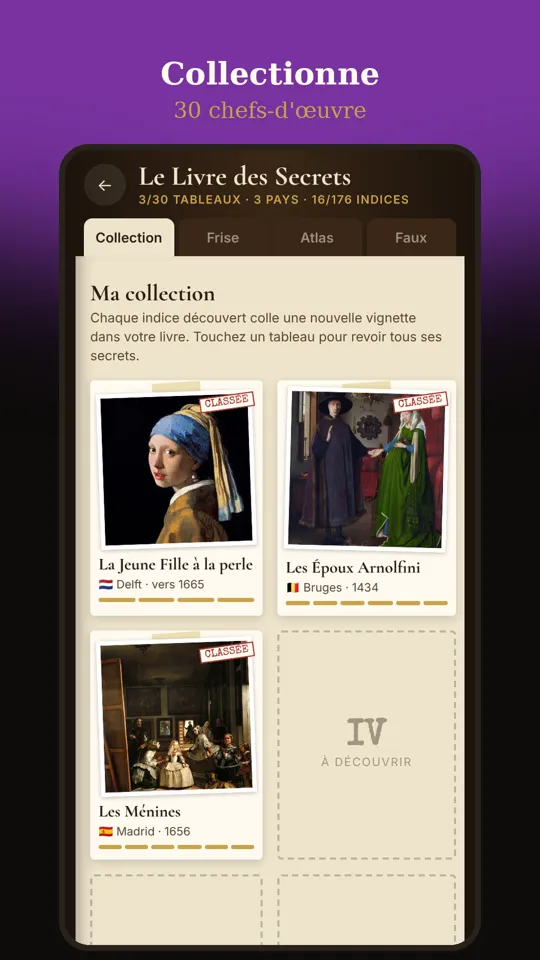 Collectionne
30 chefs-d'œuvre
←
Le Livre des Secrets
3/30 TABLEAUX · 3 PAYS · 16/176 INDICES
Collection
Frise
Atlas
Faux
Ma collection
Chaque indice découvert colle une nouvelle vignette
dans votre livre. Touchez un tableau pour revoir tous ses
secrets.
CLASSÉE
La Jeune Fille à la perle
🇳🇱 Delft · vers 1665
CLASSÉE
Les Époux Arnolfini
🇧🇪 Bruges · 1434
CLASSÉE
Les Ménines
🇪🇸 Madrid · 1656
IV
À DÉCOUVRIR